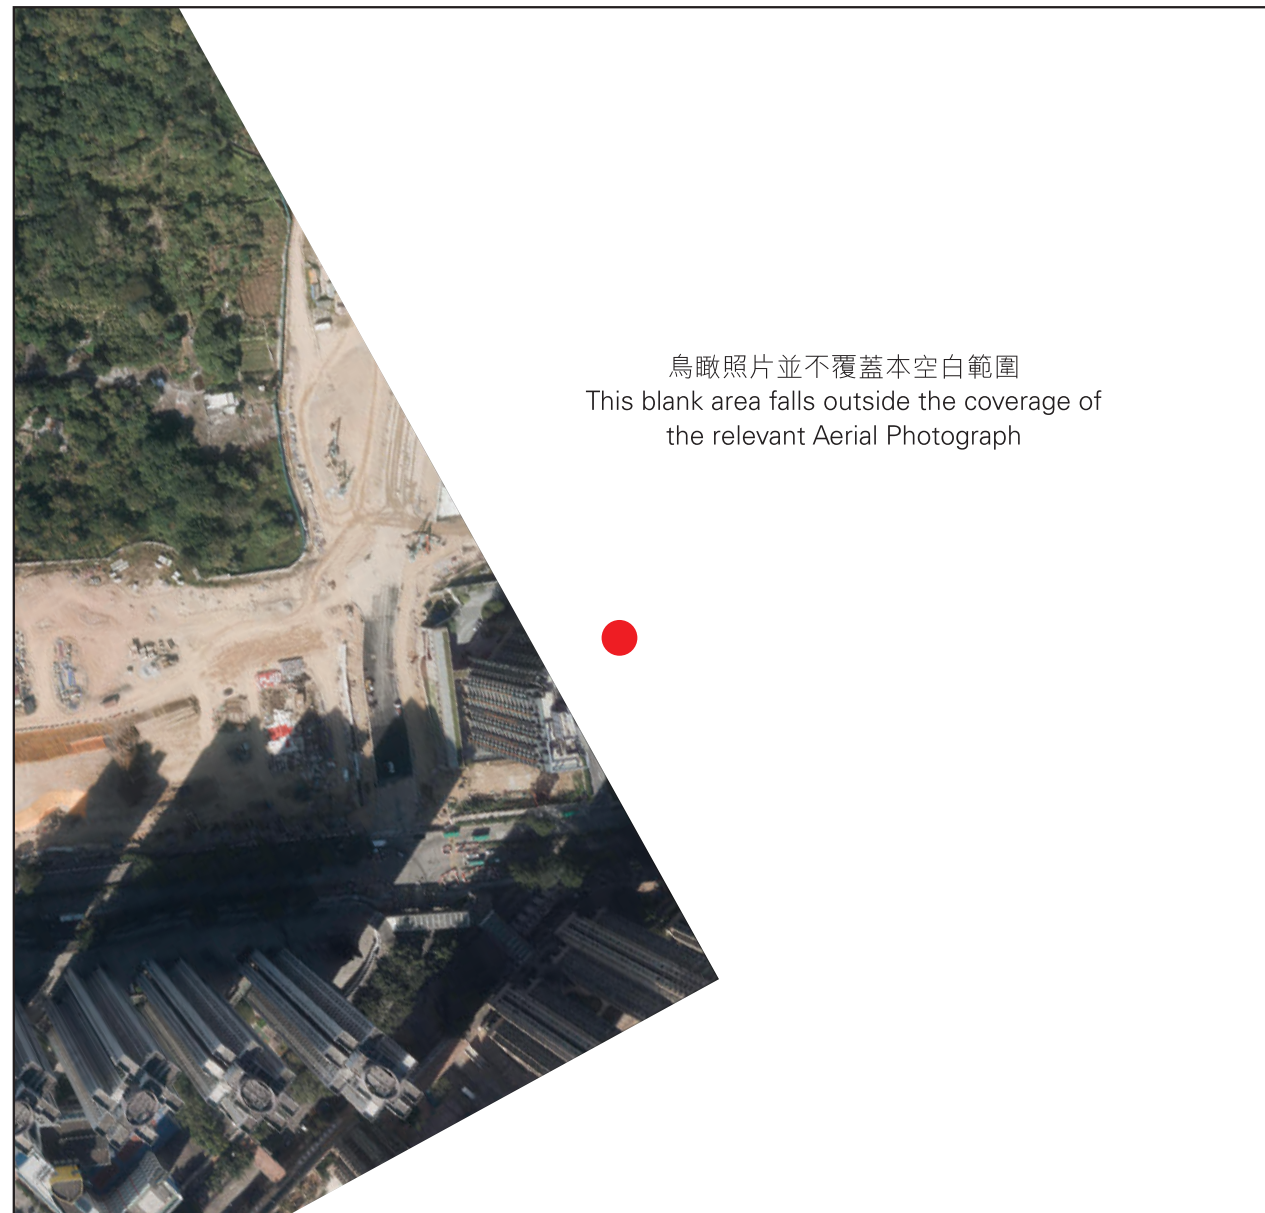 鳥瞰照片並不覆蓋本空白範圍
This blank area falls outside the coverage of
the relevant Aerial Photograph